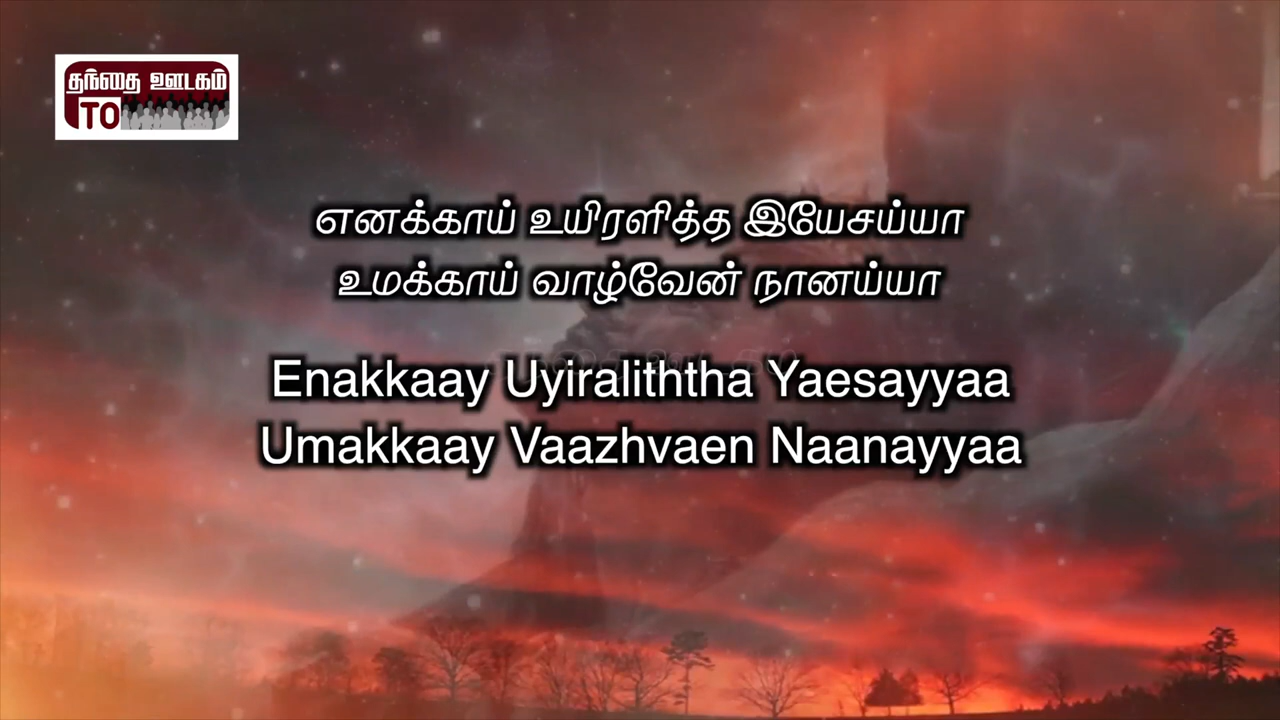 தந்தை ஊடகம்
TO
எனக்காய் உயிரளித்த இயேசய்யா
உமக்காய் வாழ்வேன் நானய்யா
Enakkaay Uyiraliththa Yaesayyaa
Umakkaay Vaazhvaen Naanayyaa